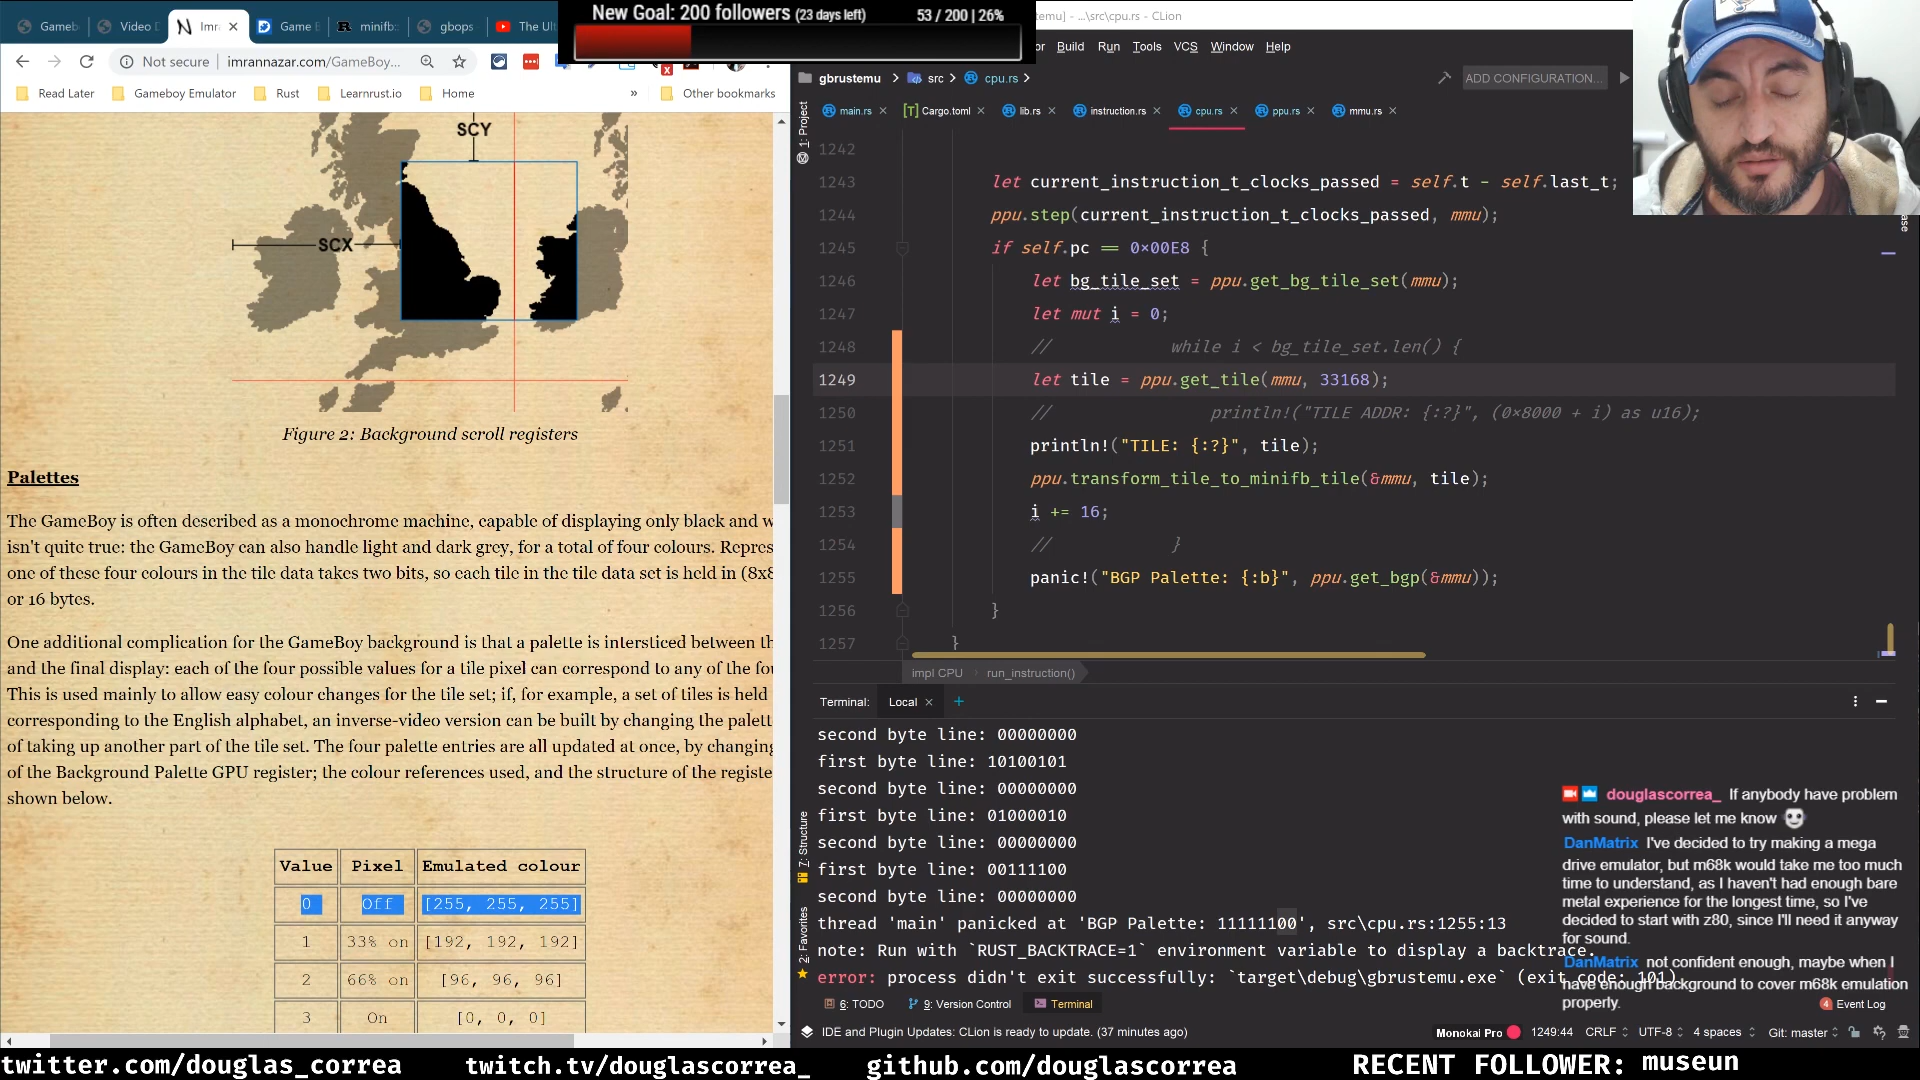 Gameb
Video D
Imra
Game B
minifb:
gbops
The Ult
New Goal: 200 followers (23 days left)
53 / 200 | 26%
temu] - ...\src\cpu.rs - CLion
Not secure
imrannazar.com/GameBoy...
or
Build
Run
Tools
VCS
Window
Help
Read Later
Gameboy Emulator
Rust
Learnrust.io
Home
»
Other bookmarks
gbrustemu
src
cpu.rs
ADD CONFIGURATION...
main.rs
Cargo.toml
lib.rs
instruction.rs
cpu.rs
ppu.rs
mmu.rs
SCY
SCX
Figure 2: Background scroll registers
Palettes
The GameBoy is often described as a monochrome machine, capable of displaying only black and w
isn't quite true: the GameBoy can also handle light and dark grey, for a total of four colours. Repres
one of these four colours in the tile data takes two bits, so each tile in the tile data set is held in (8x8
or 16 bytes.
One additional complication for the GameBoy background is that a palette is intersticed between th
and the final display: each of the four possible values for a tile pixel can correspond to any of the fou
This is used mainly to allow easy colour changes for the tile set; if, for example, a set of tiles is held
corresponding to the English alphabet, an inverse-video version can be built by changing the palett
of taking up another part of the tile set. The four palette entries are all updated at once, by changing
of the Background Palette GPU register; the colour references used, and the structure of the registe
shown below.
Value Pixel Emulated colour
0 Off [255, 255, 255]
1 33% on [192, 192, 192]
2 66% on [96, 96, 96]
3 On [0, 0, 0]
1: Project
1242
1243 let current_instruction_t_clocks_passed = self.t - self.last_t;
1244 ppu.step(current_instruction_t_clocks_passed, mmu);
1245 if self.pc == 0x00E8 {
1246 let bg_tile_set = ppu.get_bg_tile_set(mmu);
1247 let mut i = 0;
1248 // while i < bg_tile_set.len() {
1249 let tile = ppu.get_tile(mmu, 33168);
1250 // println!("TILE ADDR: {:?}", (0x8000 + i) as u16);
1251 println!("TILE: {:?}", tile);
1252 ppu.transform_tile_to_minifb_tile(&mmu, tile);
1253 i += 16;
1254 // }
1255 panic!("BGP Palette: {:b}", ppu.get_bgp(&mmu));
1256 }
1257 }
impl CPU
run_instruction()
Terminal:
Local
+
second byte line: 00000000
first byte line: 10100101
second byte line: 00000000
first byte line: 01000010
second byte line: 00000000
first byte line: 00111100
second byte line: 00000000
thread 'main' panicked at 'BGP Palette: 11111100', src\cpu.rs:1255:13
note: Run with `RUST_BACKTRACE=1` environment variable to display a backtrace.
error: process didn't exit successfully: `target\debug\gbrustemu.exe` (exit code: 101)
7: Structure
2: Favorites
douglascorrea_ If anybody have problem
with sound, please let me know
DanMatrix I've decided to try making a mega
drive emulator, but m68k would take me too much
time to understand, as I haven't had enough bare
metal experience for the longest time, so I've
decided to start with z80, since I'll need it anyway
for sound.
DanMatrix not confident enough, maybe when I
have enough background to cover m68k emulation
properly.
6: TODO
9: Version Control
Terminal
4 Event Log
IDE and Plugin Updates: CLion is ready to update. (37 minutes ago)
Monokai Pro
1249:44
CRLF
UTF-8
4 spaces
Git: master
twitter.com/douglas_correa
twitch.tv/douglascorrea_
github.com/douglascorrea
RECENT FOLLOWER: museun